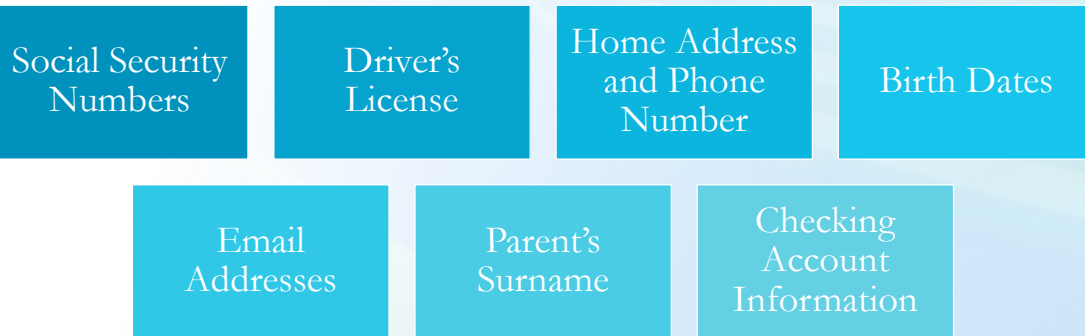 Social Security
Numbers
Driver’s
License
Home Address
and Phone
Number
Birth Dates
Email
Addresses
Parent’s
Surname
Checking
Account
Information